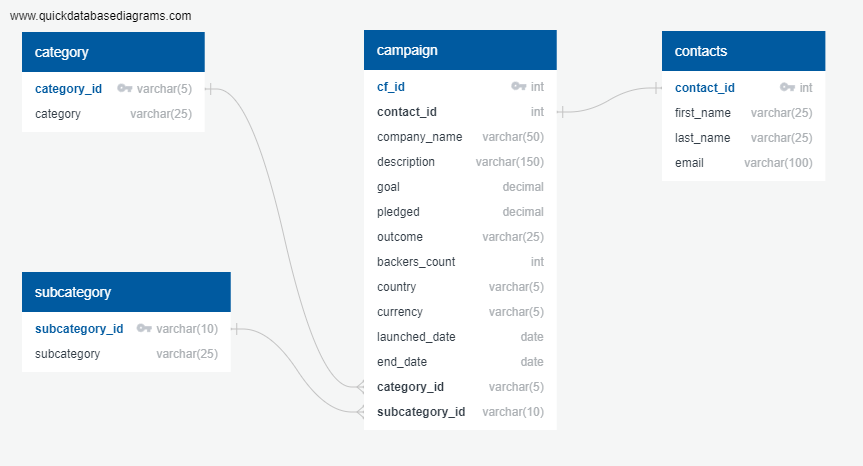 www.quickdatabasediagrams.com
category
category_id varchar(5)
category varchar(25)
subcategory
subcategory_id varchar(10)
subcategory varchar(25)
campaign
cf_id int
contact_id int
company_name varchar(50)
description varchar(150)
goal decimal
pledged decimal
outcome varchar(25)
backers_count int
country varchar(5)
currency varchar(5)
launched_date date
end_date date
category_id varchar(5)
subcategory_id varchar(10)
contacts
contact_id int
first_name varchar(25)
last_name varchar(25)
email varchar(100)